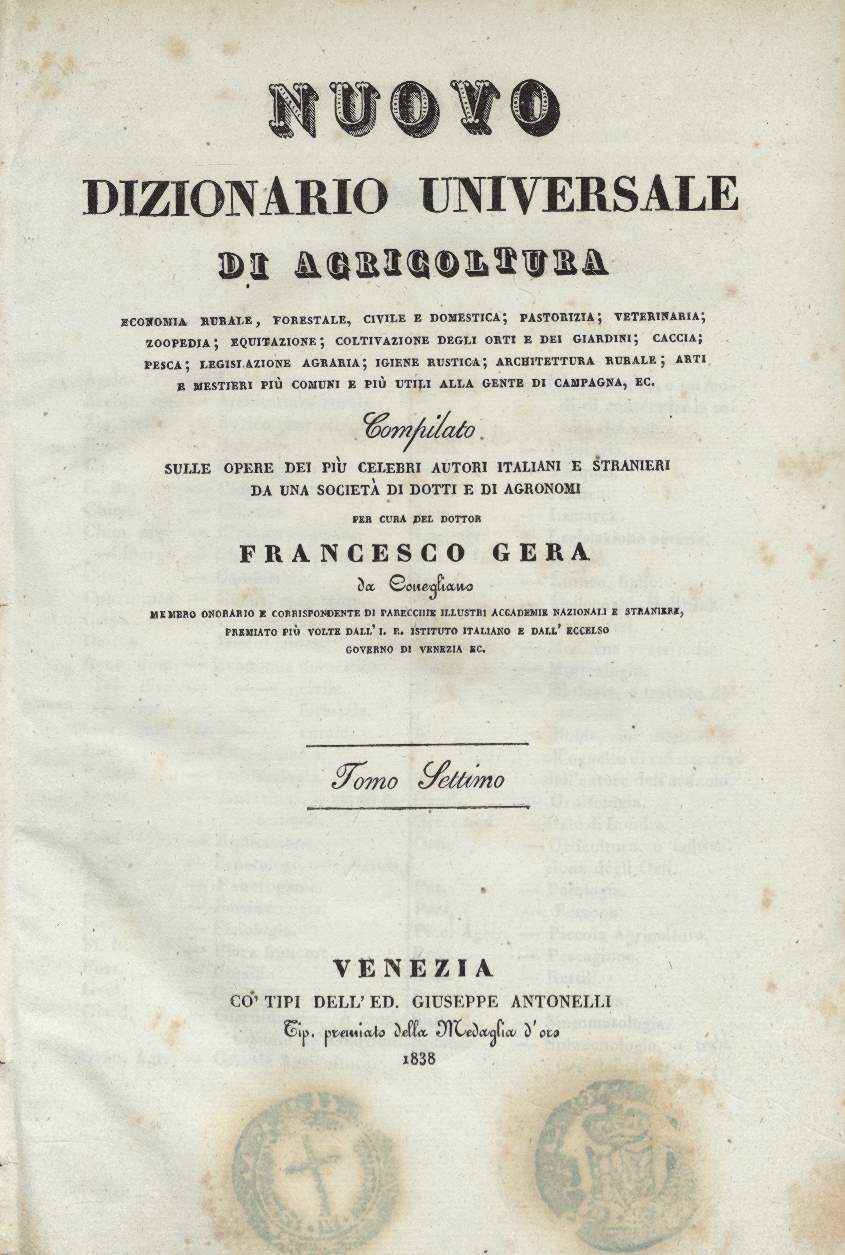 NUOVO
DIZIONARIO UNIVERSALE
DI AGRICOLTURA
ECONOMIA RURALE, FORESTALE, CIVILE E DOMESTICA; PASTORIZIA; VETERINARIA;
ZOOPEDIA; EQUITAZIONE; COLTIVAZIONE DEGLI ORTI E DEI GIARDINI; CACCIA;
PESCA; LEGISLAZIONE AGRARIA; IGIENE RUSTICA; ARCHITETTURA RURALE; ARTI
E MESTIERI PIÙ COMUNI E PIÙ UTILI ALLA GENTE DI CAMPAGNA, EC.
Compilato
SULLE OPERE DEI PIÙ CELEBRI AUTORI ITALIANI E STRANIERI
DA UNA SOCIETÀ DI DOTTI E DI AGRONOMI
PER CURA DEL DOTTOR
FRANCESCO GERA
da Conegliano
MEMBRO ONORARIO E CORRISPONDENTE DI PARECCHIE ILLUSTRI ACCADEMIE NAZIONALI E STRANIERE,
PREMIATO PIÙ VOLTE DALL' I. R. ISTITUTO ITALIANO E DALL' ECCELSO
GOVERNO DI VENEZIA EC.
Tomo Settimo
VENEZIA
CO' TIPI DELL' ED. GIUSEPPE ANTONELLI
Tip. premiato della Medaglia d'oro
1838